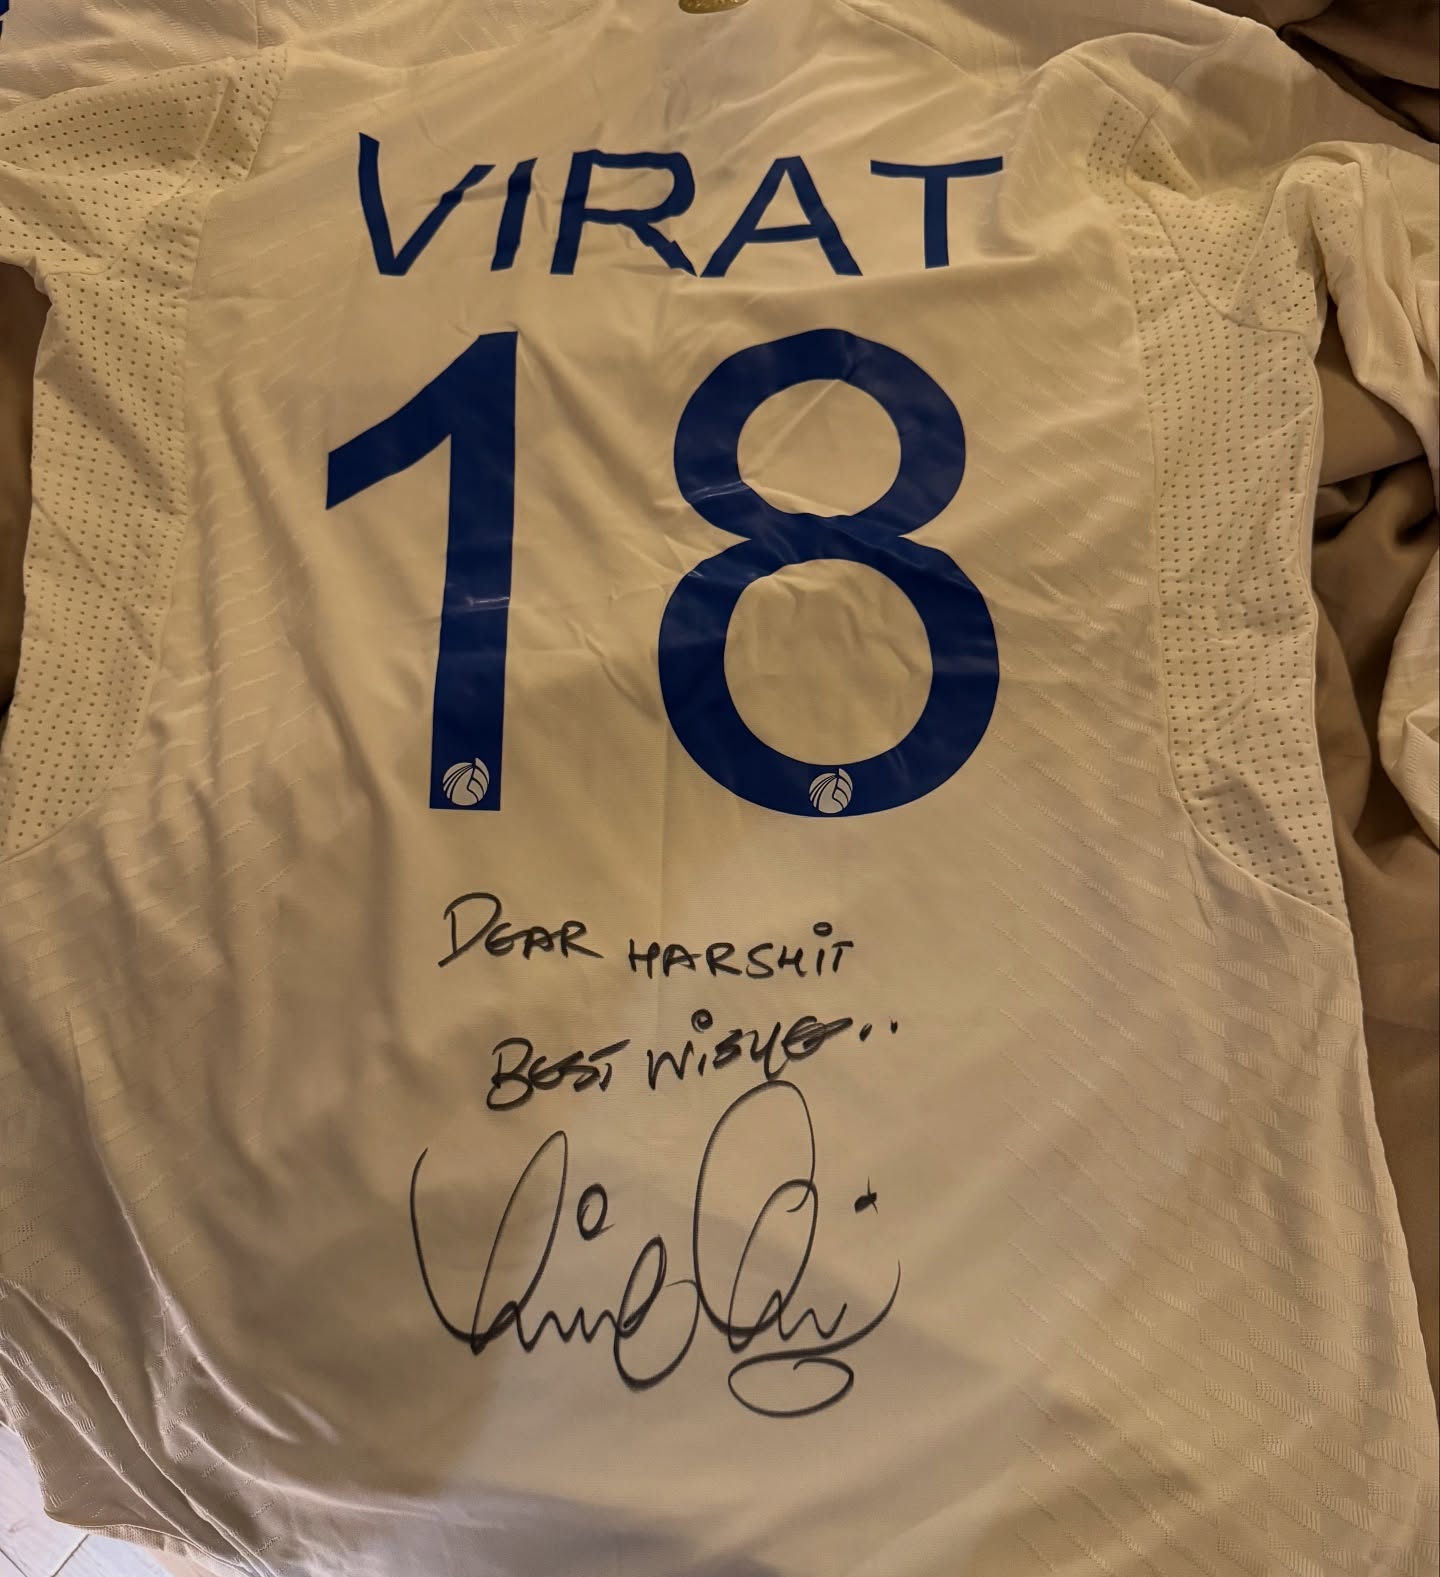 VIRAT
18
DEAR HARSHIT
BEST WISHES..